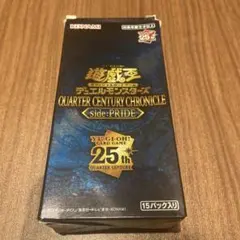 KONAMI
25th
遊戯王
デュエルモンスターズ
QUARTER CENTURY CHRONICLE
side:PRIDE
YU-GI-OH!
CARD GAME
25th
QUARTER CENTURY
15パック入り